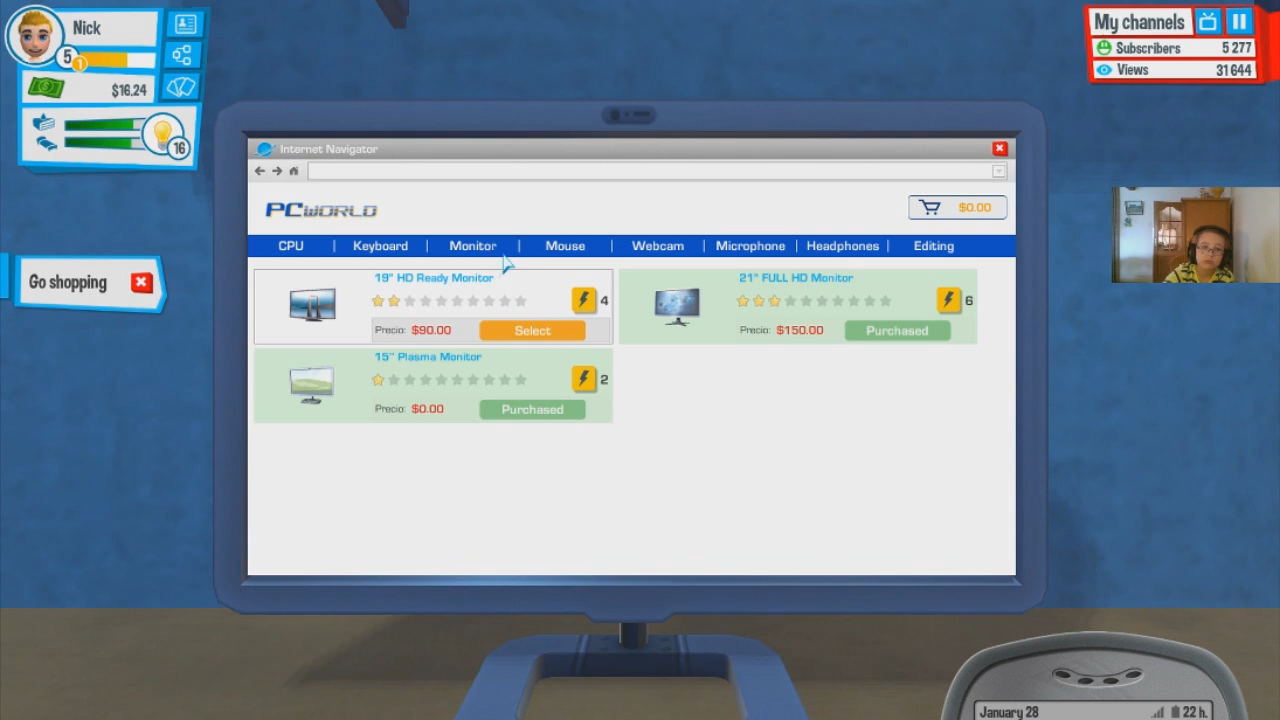 Nick
5
1
$16.24
16
My channels
Subscribers 5 277
Views 31 644
Go shopping
Internet Navigator
PCWORLD
$0.00
CPU | Keyboard | Monitor | Mouse | Webcam | Microphone | Headphones | Editing
19" HD Ready Monitor
4
Precio: $90.00 Select
21" FULL HD Monitor
6
Precio: $150.00 Purchased
15" Plasma Monitor
2
Precio: $0.00 Purchased
January 28 22 h.